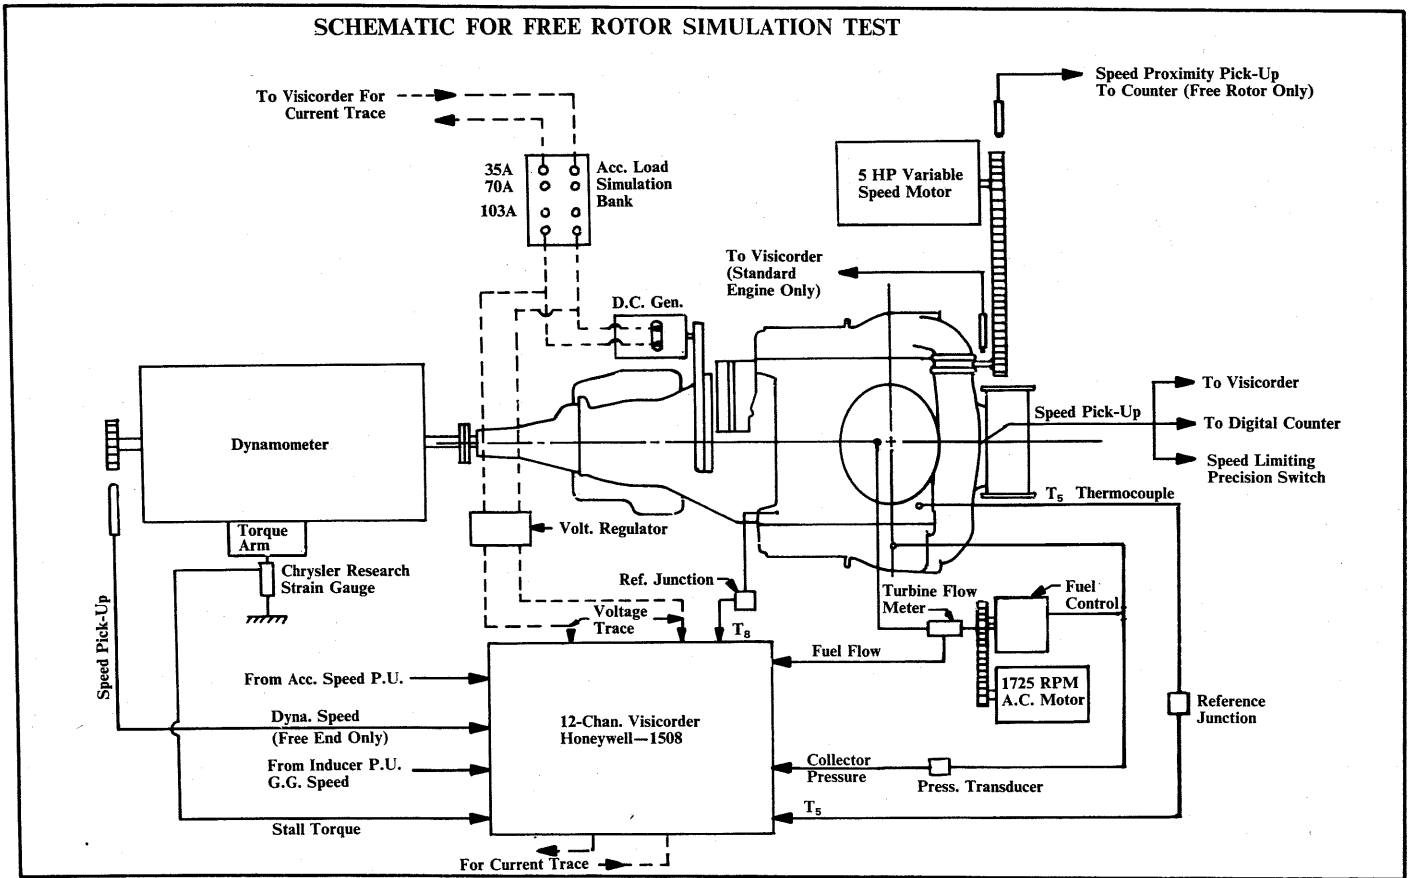 SCHEMATIC FOR FREE ROTOR SIMULATION TEST
To Visicorder For
Current Trace
35A
70A
103A
Acc. Load
Simulation
Bank
Speed Proximity Pick-Up
To Counter (Free Rotor Only)
5 HP Variable
Speed Motor
To Visicorder
(Standard
Engine Only)
D.C. Gen.
Dynamometer
Speed Pick-Up
To Visicorder
To Digital Counter
Speed Limiting
Precision Switch
T5 Thermocouple
Torque
Arm
Chrysler Research
Strain Gauge
Volt. Regulator
Ref. Junction
T8
Voltage
Trace
Turbine Flow
Meter
Fuel
Control
Fuel Flow
1725 RPM
A.C. Motor
Reference
Junction
Speed Pick-Up
From Acc. Speed P.U.
Dyna. Speed
(Free End Only)
From Inducer P.U.
G.G. Speed
Stall Torque
12-Chan. Visicorder
Honeywell—1508
Collector
Pressure
Press. Transducer
T5
For Current Trace